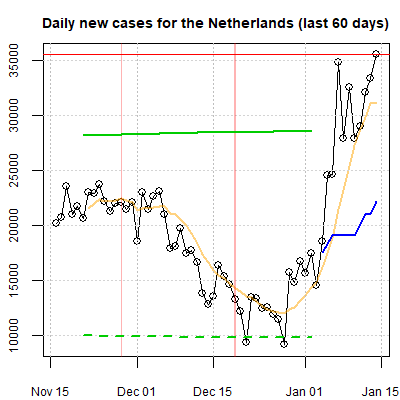 Daily new cases for the Netherlands (last 60 days)
35000
30000
25000
20000
15000
10000
Nov 15
Dec 01
Dec 15
Jan 01
Jan 15